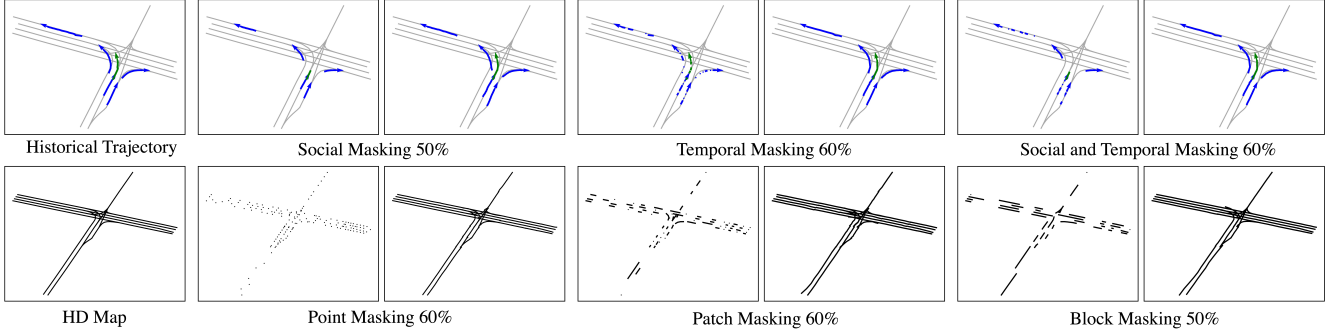 Historical Trajectory
Social Masking 50%
Temporal Masking 60%
Social and Temporal Masking 60%
HD Map
Point Masking 60%
Patch Masking 60%
Block Masking 50%